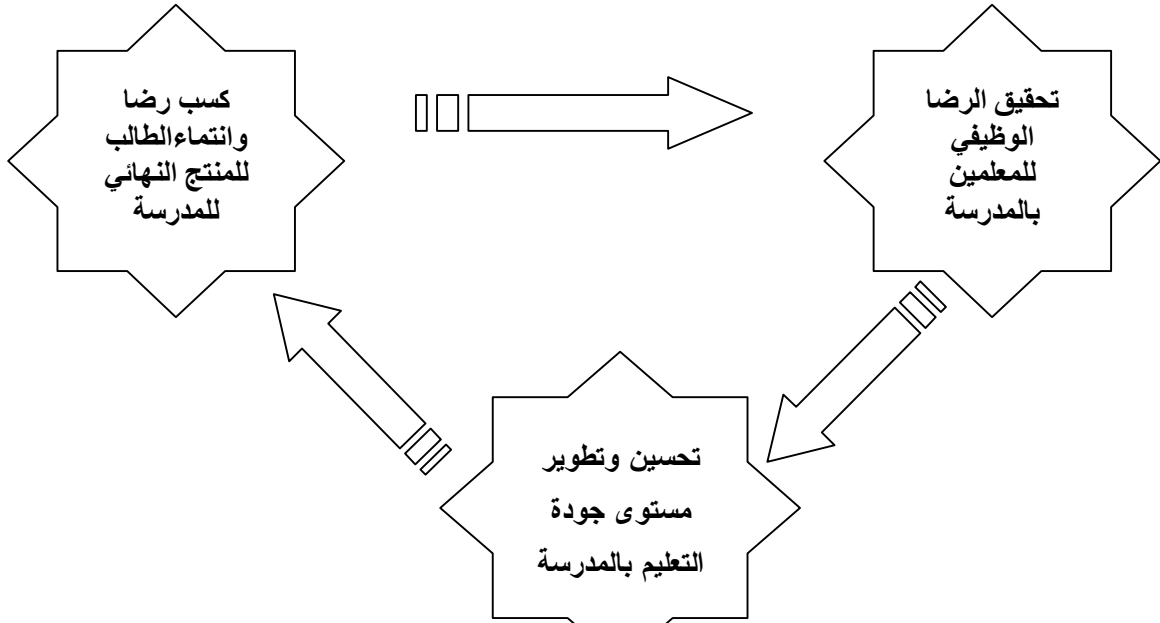 تحقيق الرضا
الوظيفي
للمعلمين
بالمدرسة
كسب رضا
وانتماءالطالب
للمنتج النهائي
للمدرسة
تحسين وتطوير
مستوى جودة
التعليم بالمدرسة